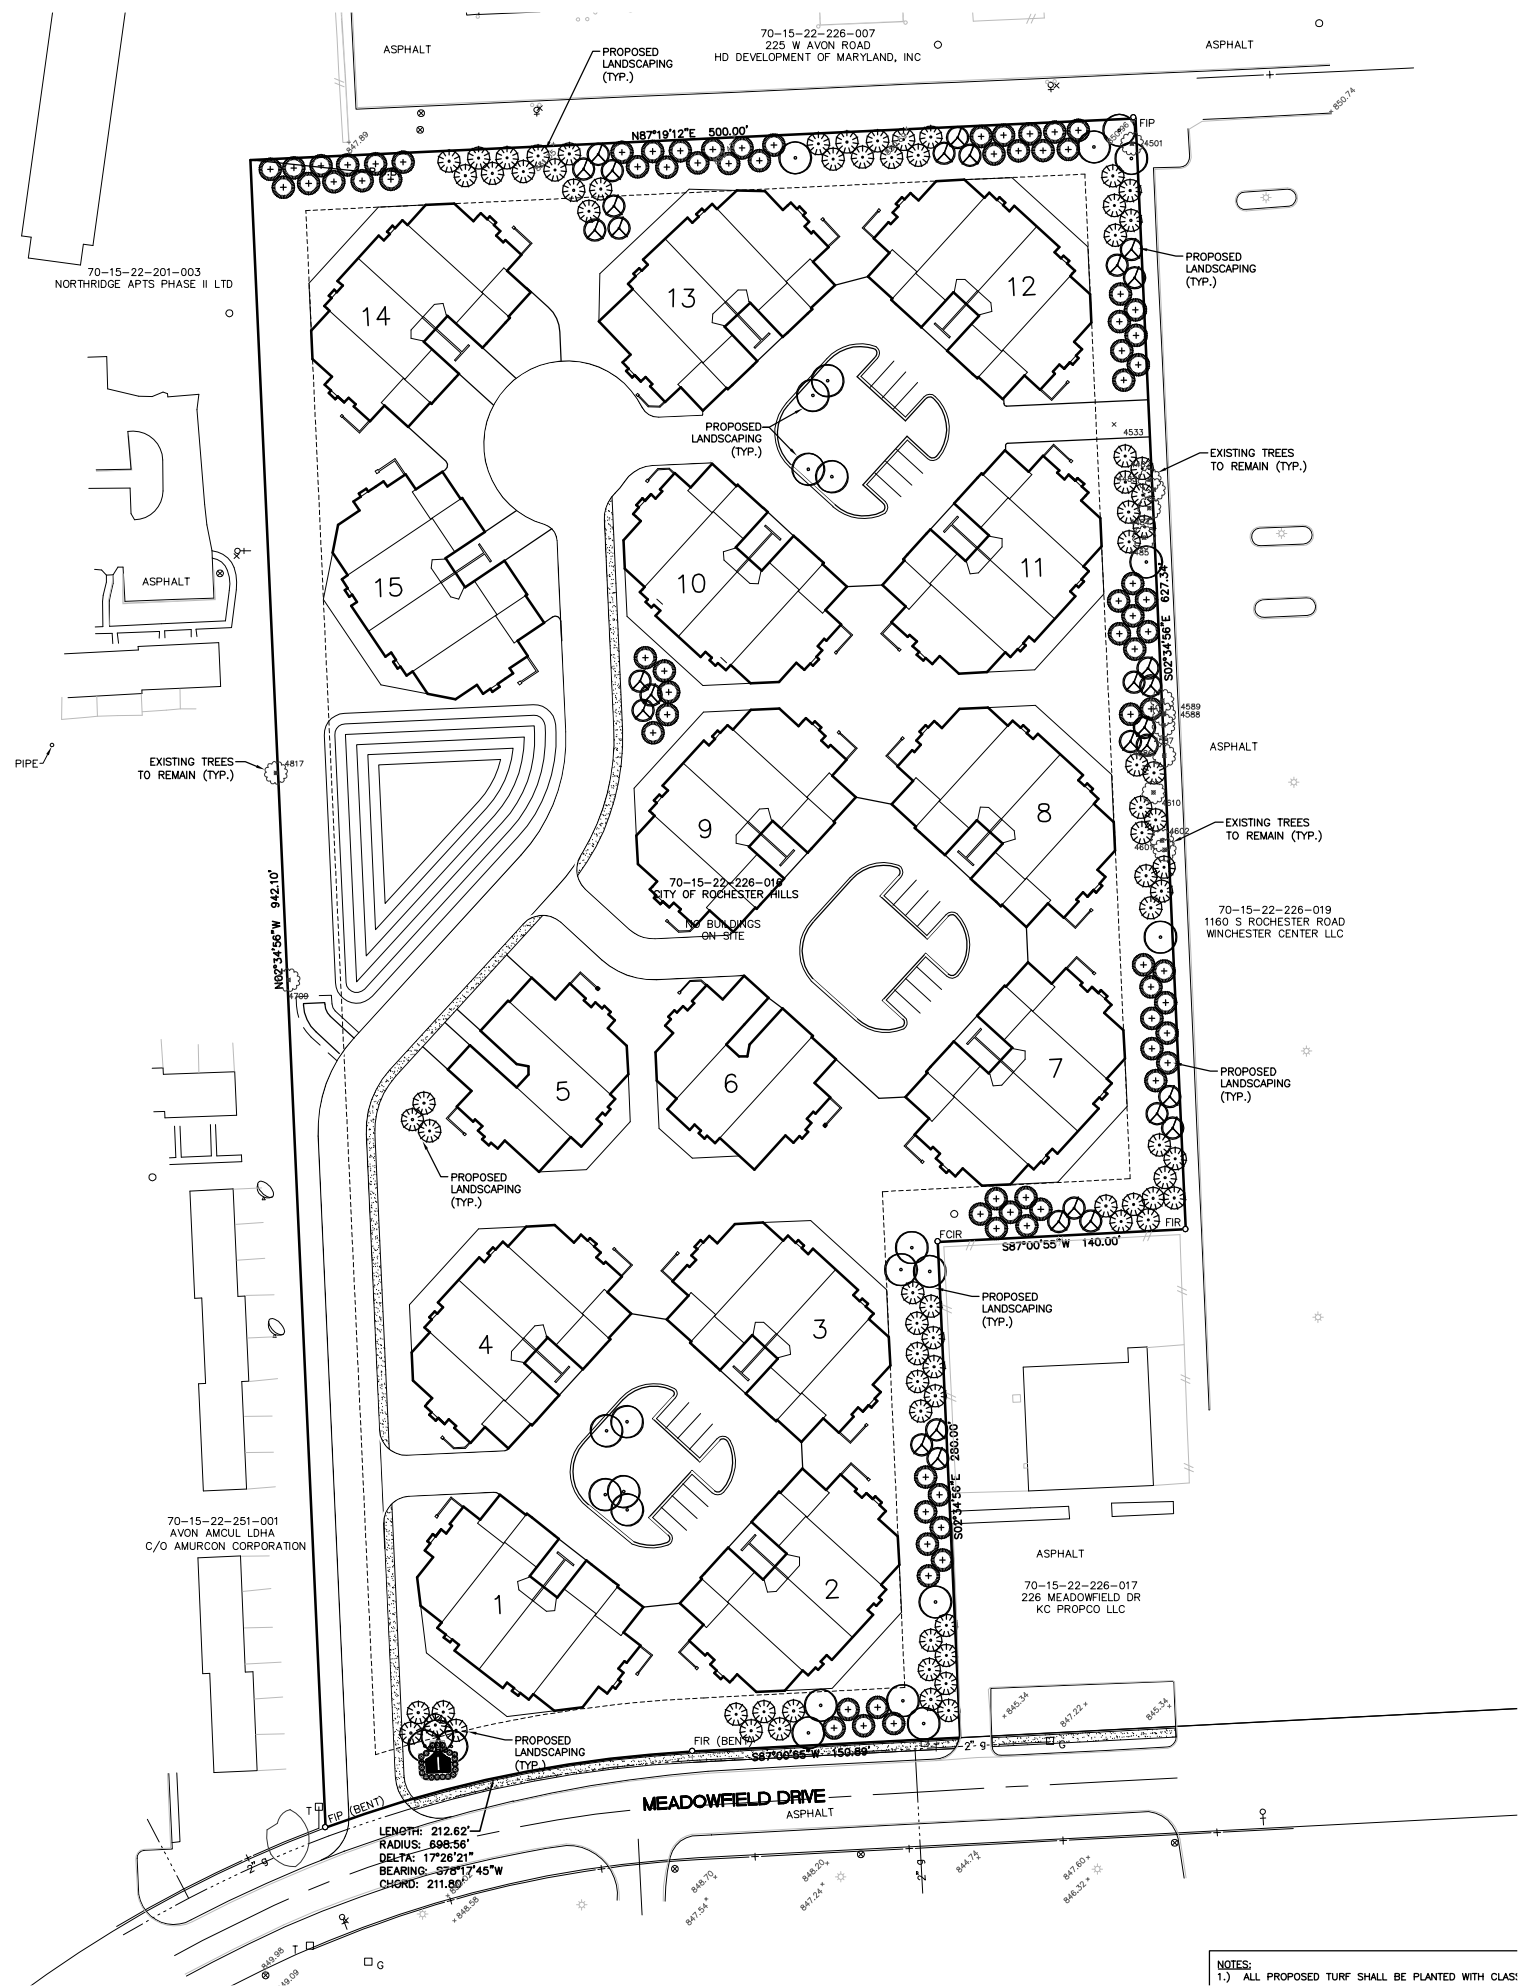 70-15-22-226-007
225 W AVON ROAD
HD DEVELOPMENT OF MARYLAND, INC
ASPHALT
ASPHALT
PROPOSED
LANDSCAPING
(TYP.)
850.74
847.89
N87°19'12"E 500.00'
FIP
24501
70-15-22-201-003
NORTHRIDGE APTS PHASE II LTD
PROPOSED
LANDSCAPING
(TYP.)
14
13
12
PROPOSED
LANDSCAPING
(TYP.)
4533
EXISTING TREES
TO REMAIN (TYP.)
ASPHALT
15
10
11
S02°34'56"E 627.34'
4589
4588
ASPHALT
PIPE
EXISTING TREES
TO REMAIN (TYP.)
4817
4610
4602
4601
EXISTING TREES
TO REMAIN (TYP.)
9
8
70-15-22-226-016
CITY OF ROCHESTER HILLS
NO BUILDINGS
ON SITE
70-15-22-226-019
1160 S ROCHESTER ROAD
WINCHESTER CENTER LLC
N02°34'56"W 942.10'
4709
5
6
7
PROPOSED
LANDSCAPING
(TYP.)
PROPOSED
LANDSCAPING
(TYP.)
FCIR
FIR
S87°00'55"W 140.00'
PROPOSED
LANDSCAPING
(TYP.)
4
3
S02°34'56"E 280.00'
70-15-22-251-001
AVON AMCUL LDHA
C/O AMURCON CORPORATION
ASPHALT
70-15-22-226-017
226 MEADOWFIELD DR
KC PROPCO LLC
1
2
845.34
847.22
845.34
PROPOSED
LANDSCAPING
(TYP.)
FIR (BENT)
S87°00'55"W 150.89'
2" g
G
MEADOWFIELD DRIVE
ASPHALT
T
FIP (BENT)
LENGTH: 212.62'
RADIUS: 698.56'
DELTA: 17°26'21"
BEARING: S78°17'45"W
CHORD: 211.80'
2" g
2" g
848.58
848.70
847.54
848.20
847.24
844.74
847.60
846.32
849.98
T
G
NOTES:
1.) ALL PROPOSED TURF SHALL BE PLANTED WITH CLAS